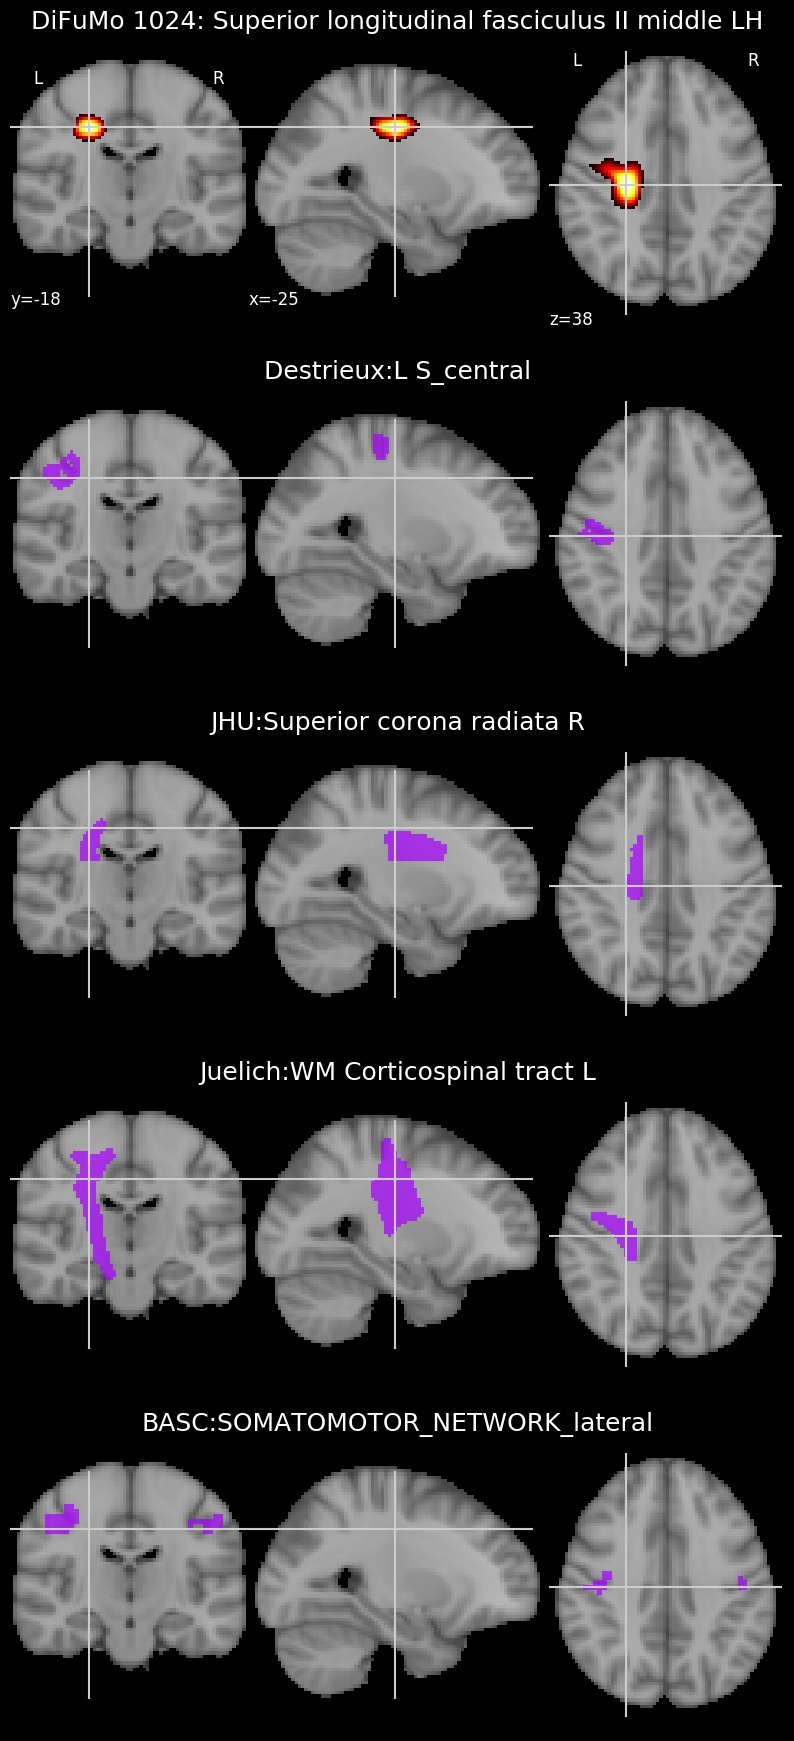 DiFuMo 1024: Superior longitudinal fasciculus II middle LH
L R L R
y=-18 x=-25 z=38
Destrieux:L S_central
JHU:Superior corona radiata R
Juelich:WM Corticospinal tract L
BASC:SOMATOMOTOR_NETWORK_lateral